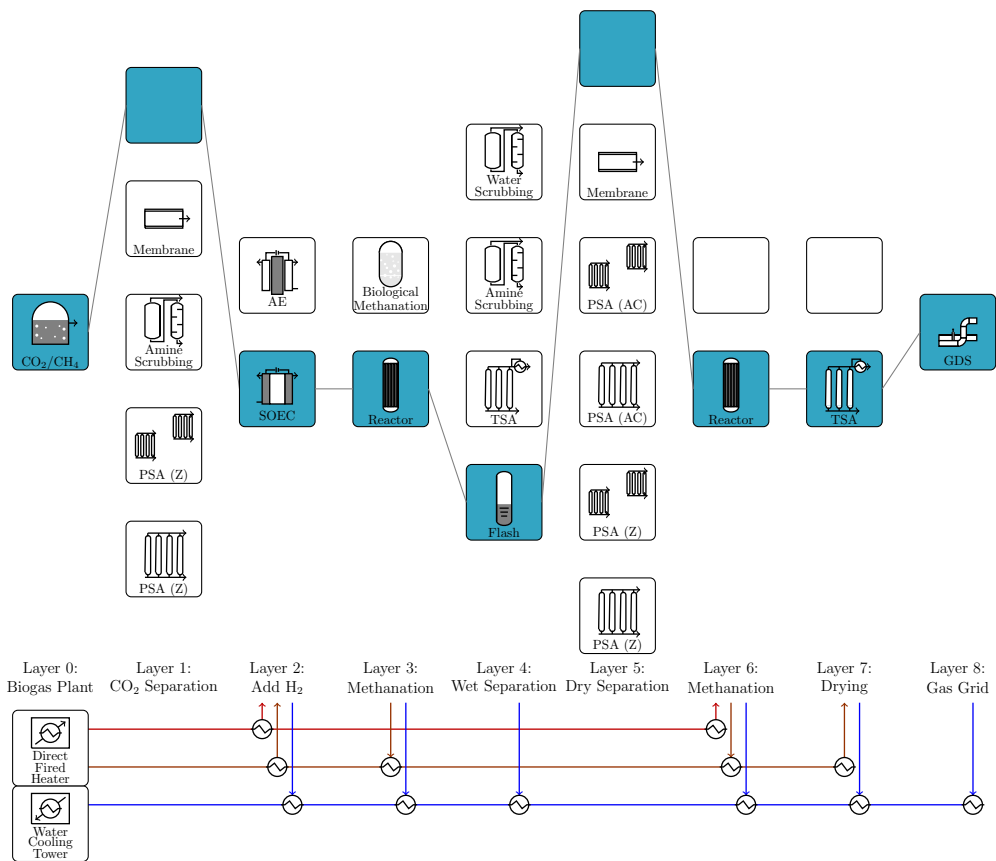 Water
Scrubbing
Membrane
Membrane
AE
Biological
Methanation
Amine
Scrubbing
PSA (AC)
CO₂/CH₄
Amine
Scrubbing
GDS
SOEC
Reactor
TSA
PSA (AC)
Reactor
TSA
PSA (Z)
Flash
PSA (Z)
PSA (Z)
PSA (Z)
Layer 0:
Biogas Plant
Layer 1:
CO₂ Separation
Layer 2:
Add H₂
Layer 3:
Methanation
Layer 4:
Wet Separation
Layer 5:
Dry Separation
Layer 6:
Methanation
Layer 7:
Drying
Layer 8:
Gas Grid
Direct
Fired
Heater
Water
Cooling
Tower